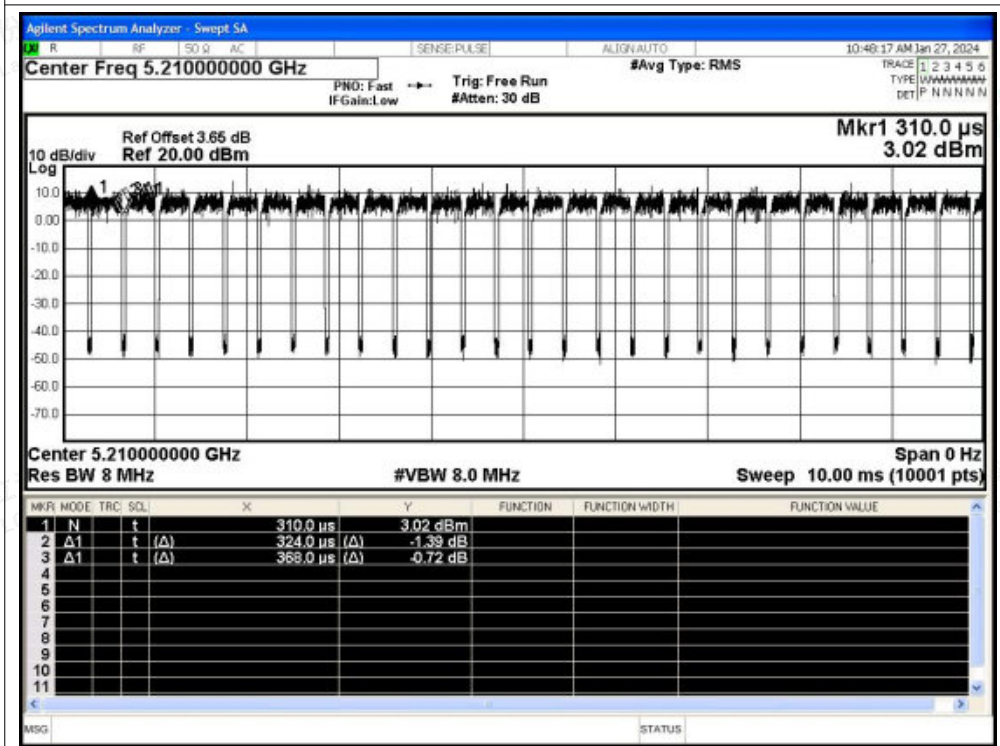 Agilent Spectrum Analyzer - Swept SA
LXI R RF 50 Ω AC SENSE:PULSE ALIGNAUTO 10:48:17 AM Jan 27, 2024
Center Freq 5.210000000 GHz #Avg Type: RMS TRACE 1 2 3 4 5 6
PNO: Fast Trig: Free Run TYPE WWWWWW
IFGain:Low #Atten: 30 dB DET P N N N N N
Mkr1 310.0 µs
Ref Offset 3.65 dB
10 dB/div Ref 20.00 dBm 3.02 dBm
Log
10.0
0.00
-10.0
-20.0
-30.0
-40.0
-50.0
-60.0
-70.0
1
Center 5.210000000 GHz Span 0 Hz
Res BW 8 MHz #VBW 8.0 MHz Sweep 10.00 ms (10001 pts)
MKR MODE TRC SCL X Y FUNCTION FUNCTION WIDTH FUNCTION VALUE
1 N t 310.0 µs 3.02 dBm
2 Δ1 t (Δ) 324.0 µs (Δ) -1.39 dB
3 Δ1 t (Δ) 368.0 µs (Δ) -0.72 dB
4
5
6
7
8
9
10
11
MSG STATUS